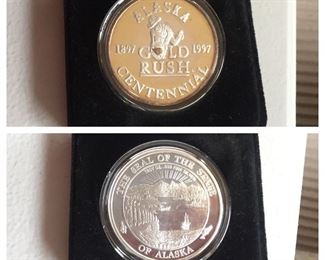 ALASKA
1897 GOLD 1997
RUSH
CENTENNIAL
THE SEAL OF THE STATE
OF ALASKA